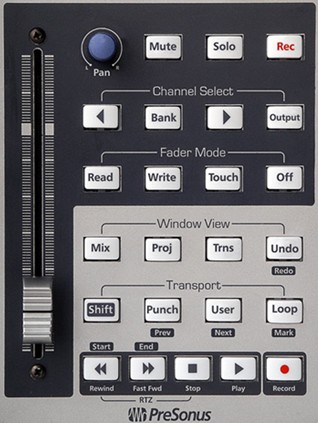 Mute Solo Rec
L R
Pan
Channel Select
Bank Output
Fader Mode
Read Write Touch Off
Window View
Mix Proj Trns Undo
Redo
Transport
Shift Punch User Loop
Prev Next Mark
Start End
Rewind Fast Fwd Stop Play Record
RTZ
PreSonus